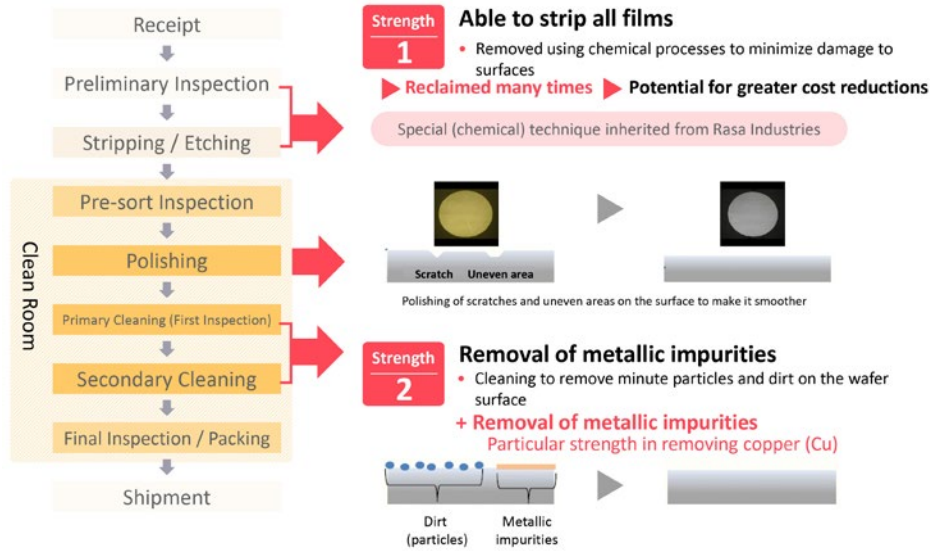 Receipt
Preliminary Inspection
Stripping / Etching
Clean Room
Pre-sort Inspection
Polishing
Primary Cleaning (First Inspection)
Secondary Cleaning
Final Inspection / Packing
Shipment
Strength
1
Able to strip all films
• Removed using chemical processes to minimize damage to
surfaces
Reclaimed many times
Potential for greater cost reductions
Special (chemical) technique inherited from Rasa Industries
Scratch
Uneven area
Polishing of scratches and uneven areas on the surface to make it smoother
Strength
2
Removal of metallic impurities
• Cleaning to remove minute particles and dirt on the wafer
surface
+ Removal of metallic impurities
Particular strength in removing copper (Cu)
Dirt
(particles)
Metallic
impurities